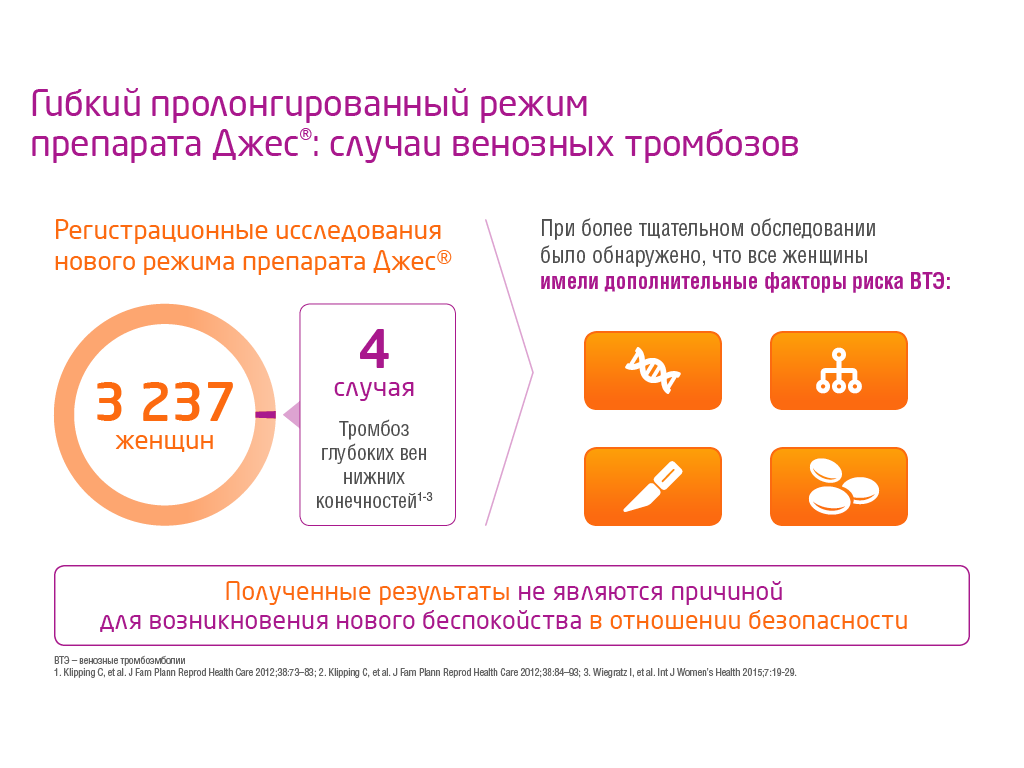 Гибкий пролонгированный режим
препарата Джес®: случаи венозных тромбозов
Регистрационные исследования
нового режима препарата Джес®
3 237
женщин
4
случая
Тромбоз
глубоких вен
нижних
конечностей1-3
При более тщательном обследовании
было обнаружено, что все женщины
имели дополнительные факторы риска ВТЭ:
Полученные результаты не являются причиной
для возникновения нового беспокойства в отношении безопасности
ВТЭ – венозные тромбоэмболии
1. Klipping C, et al. J Fam Plann Reprod Health Care 2012;38:73–83; 2. Klipping C, et al. J Fam Plann Reprod Health Care 2012;38:84–93; 3. Wiegratz I, et al. Int J Women's Health 2015;7:19-29.